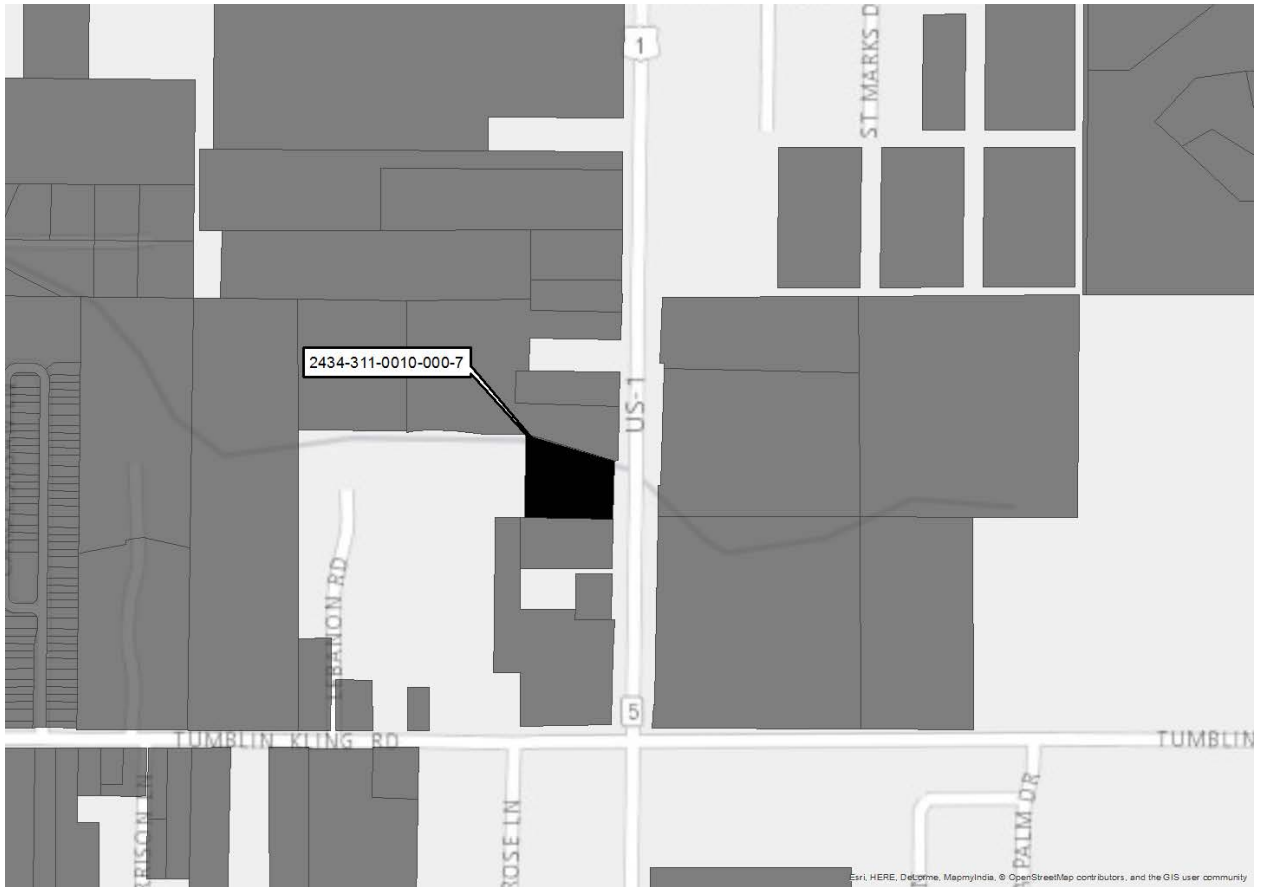 1
ST MARKS D
2434-311-0010-000-7
US-1
LEBANON RD
5
TUMBLIN KLING RD
TUMBLIN
RRISON LN
ROSE LN
PALM DR
N
Esri, HERE, DeLorme, MapmyIndia, © OpenStreetMap contributors, and the GIS user community